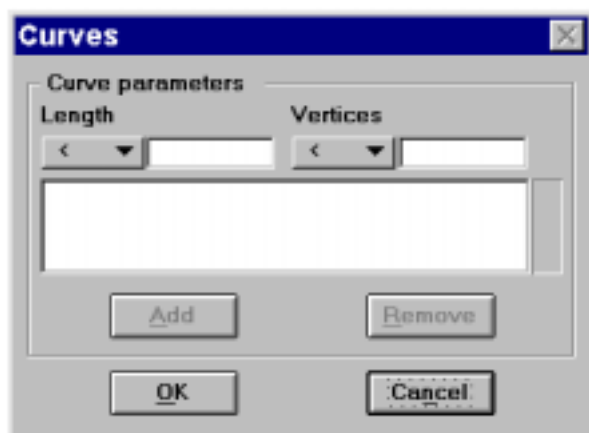 Curves
Curve parameters
Length Vertices
< <
Add Remove
OK Cancel